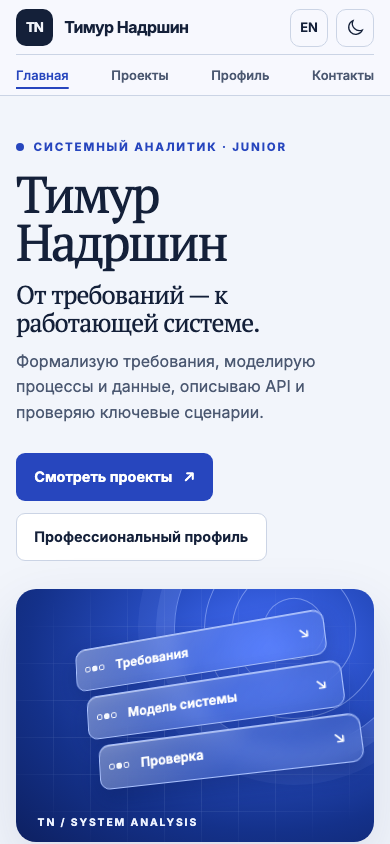 TN Тимур Надршин EN
Главная Проекты Профиль Контакты
СИСТЕМНЫЙ АНАЛИТИК · JUNIOR
Тимур
Надршин
От требований — к
работающей системе.
Формализую требования, моделирую
процессы и данные, описываю API и
проверяю ключевые сценарии.
Смотреть проекты
Профессиональный профиль
Требования
Модель системы
Проверка
TN / SYSTEM ANALYSIS